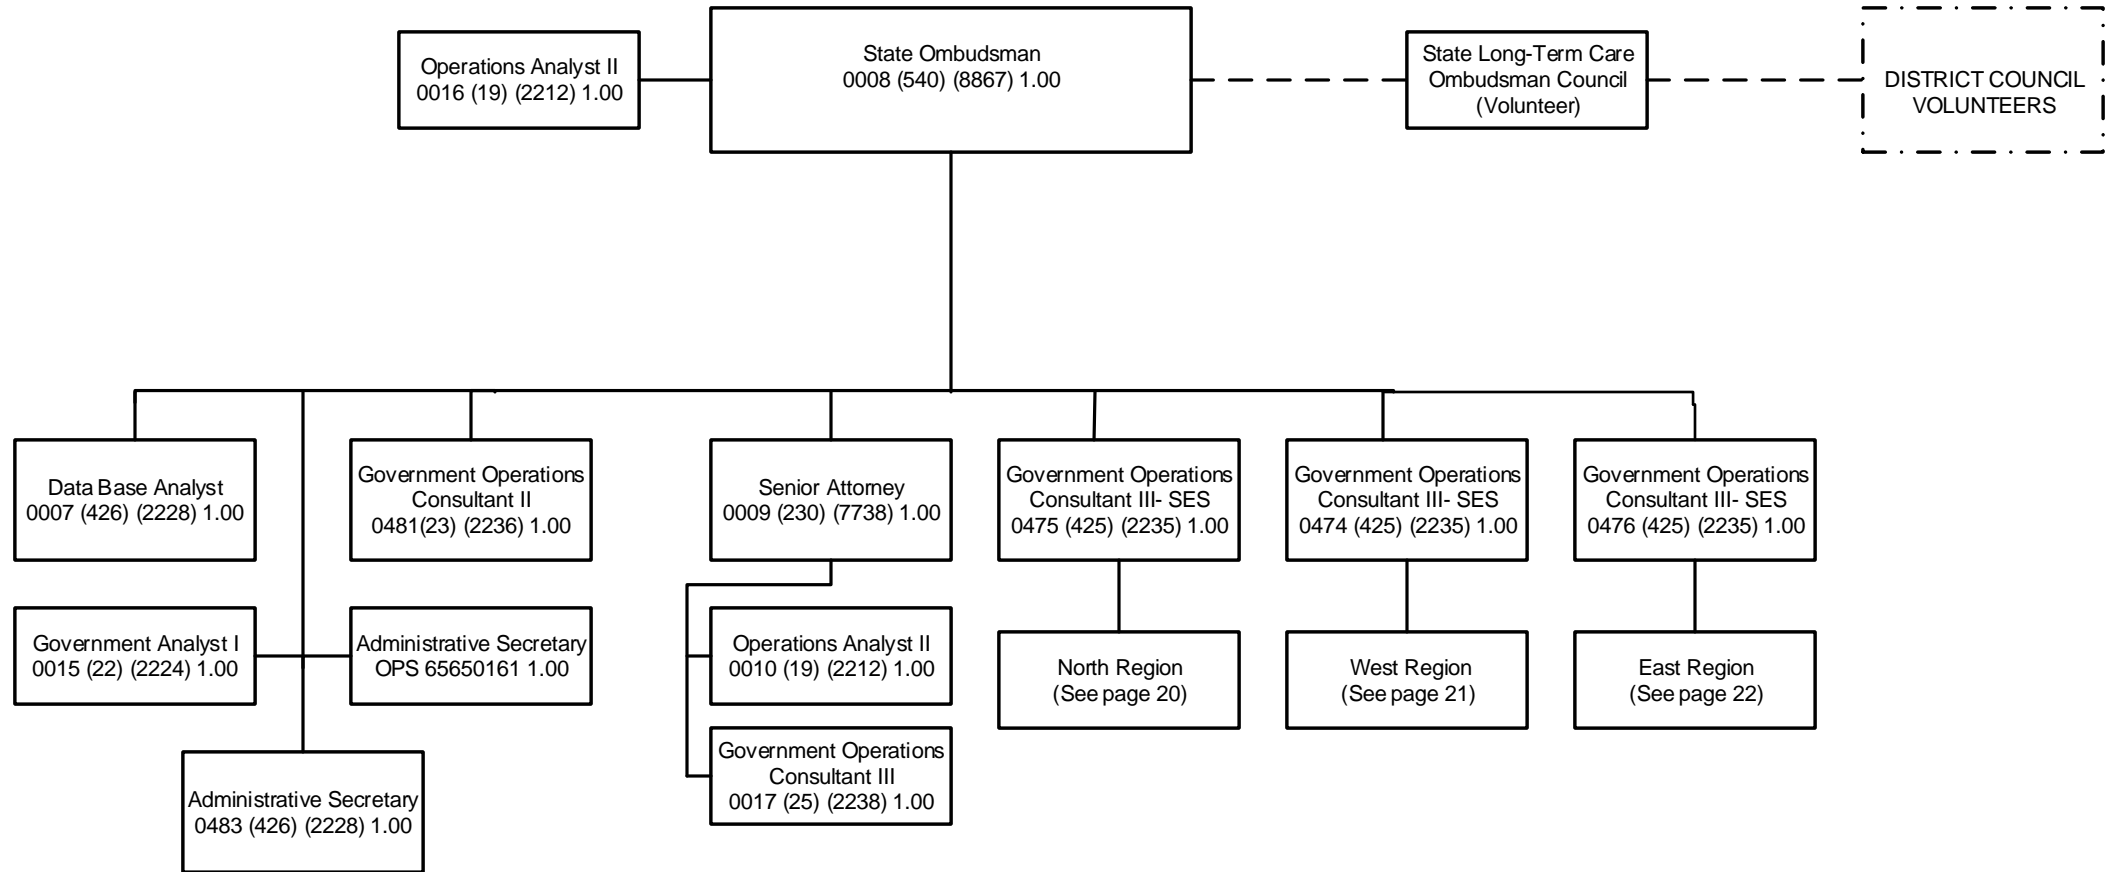 Operations Analyst II
0016 (19) (2212) 1.00
State Ombudsman
0008 (540) (8867) 1.00
State Long-Term Care
Ombudsman Council
(Volunteer)
DISTRICT COUNCIL
VOLUNTEERS
Data Base Analyst
0007 (426) (2228) 1.00
Government Operations
Consultant II
0481(23) (2236) 1.00
Senior Attorney
0009 (230) (7738) 1.00
Government Operations
Consultant III- SES
0475 (425) (2235) 1.00
Government Operations
Consultant III- SES
0474 (425) (2235) 1.00
Government Operations
Consultant III- SES
0476 (425) (2235) 1.00
Government Analyst I
0015 (22) (2224) 1.00
Administrative Secretary
OPS 65650161 1.00
Operations Analyst II
0010 (19) (2212) 1.00
North Region
(See page 20)
West Region
(See page 21)
East Region
(See page 22)
Administrative Secretary
0483 (426) (2228) 1.00
Government Operations
Consultant III
0017 (25) (2238) 1.00